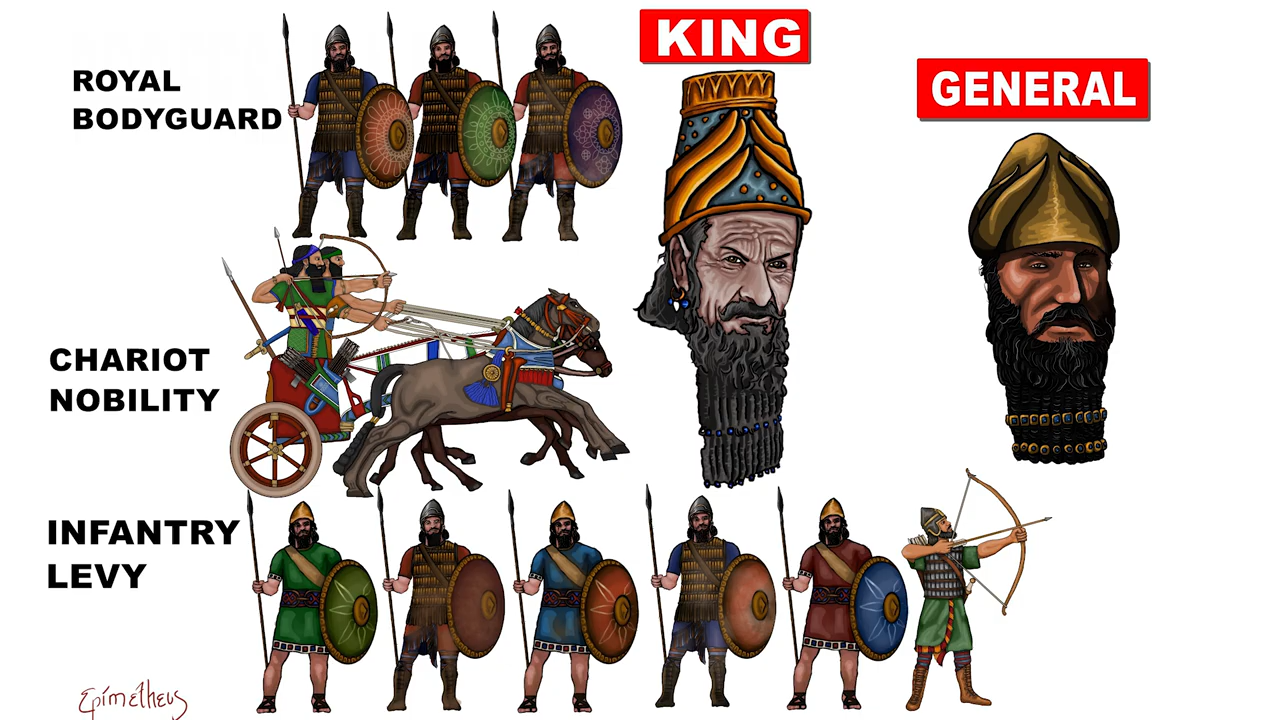 KING
GENERAL
ROYAL
BODYGUARD
CHARIOT
NOBILITY
INFANTRY
LEVY
Epimetheus